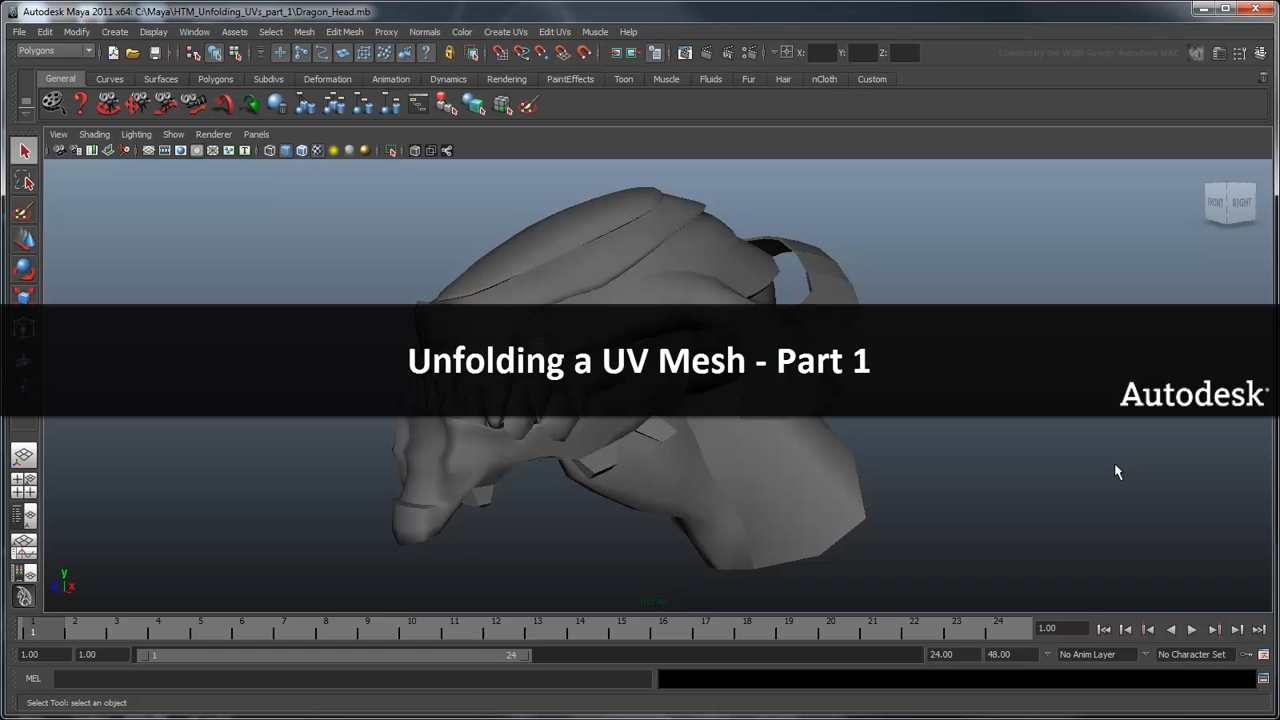 Autodesk Maya 2011 x64: C:\Maya\HTM_Unfolding_UVs_part_1\Dragon_Head.mb
File Edit Modify Create Display Window Assets Select Mesh Edit Mesh Proxy Normals Color Create UVs Edit UVs Muscle Help
Polygons X: Y: Z:
General Curves Surfaces Polygons Subdivs Deformation Animation Dynamics Rendering PaintEffects Toon Muscle Fluids Fur Hair nCloth Custom
View Shading Lighting Show Renderer Panels
FRONT RIGHT
Unfolding a UV Mesh - Part 1
Autodesk
y
x
persp
1 2 3 4 5 6 7 8 9 10 11 12 13 14 15 16 17 18 19 20 21 22 23 24
1 1.00
1.00 1.00 1 24 24.00 48.00 No Anim Layer No Character Set
MEL
Select Tool: select an object